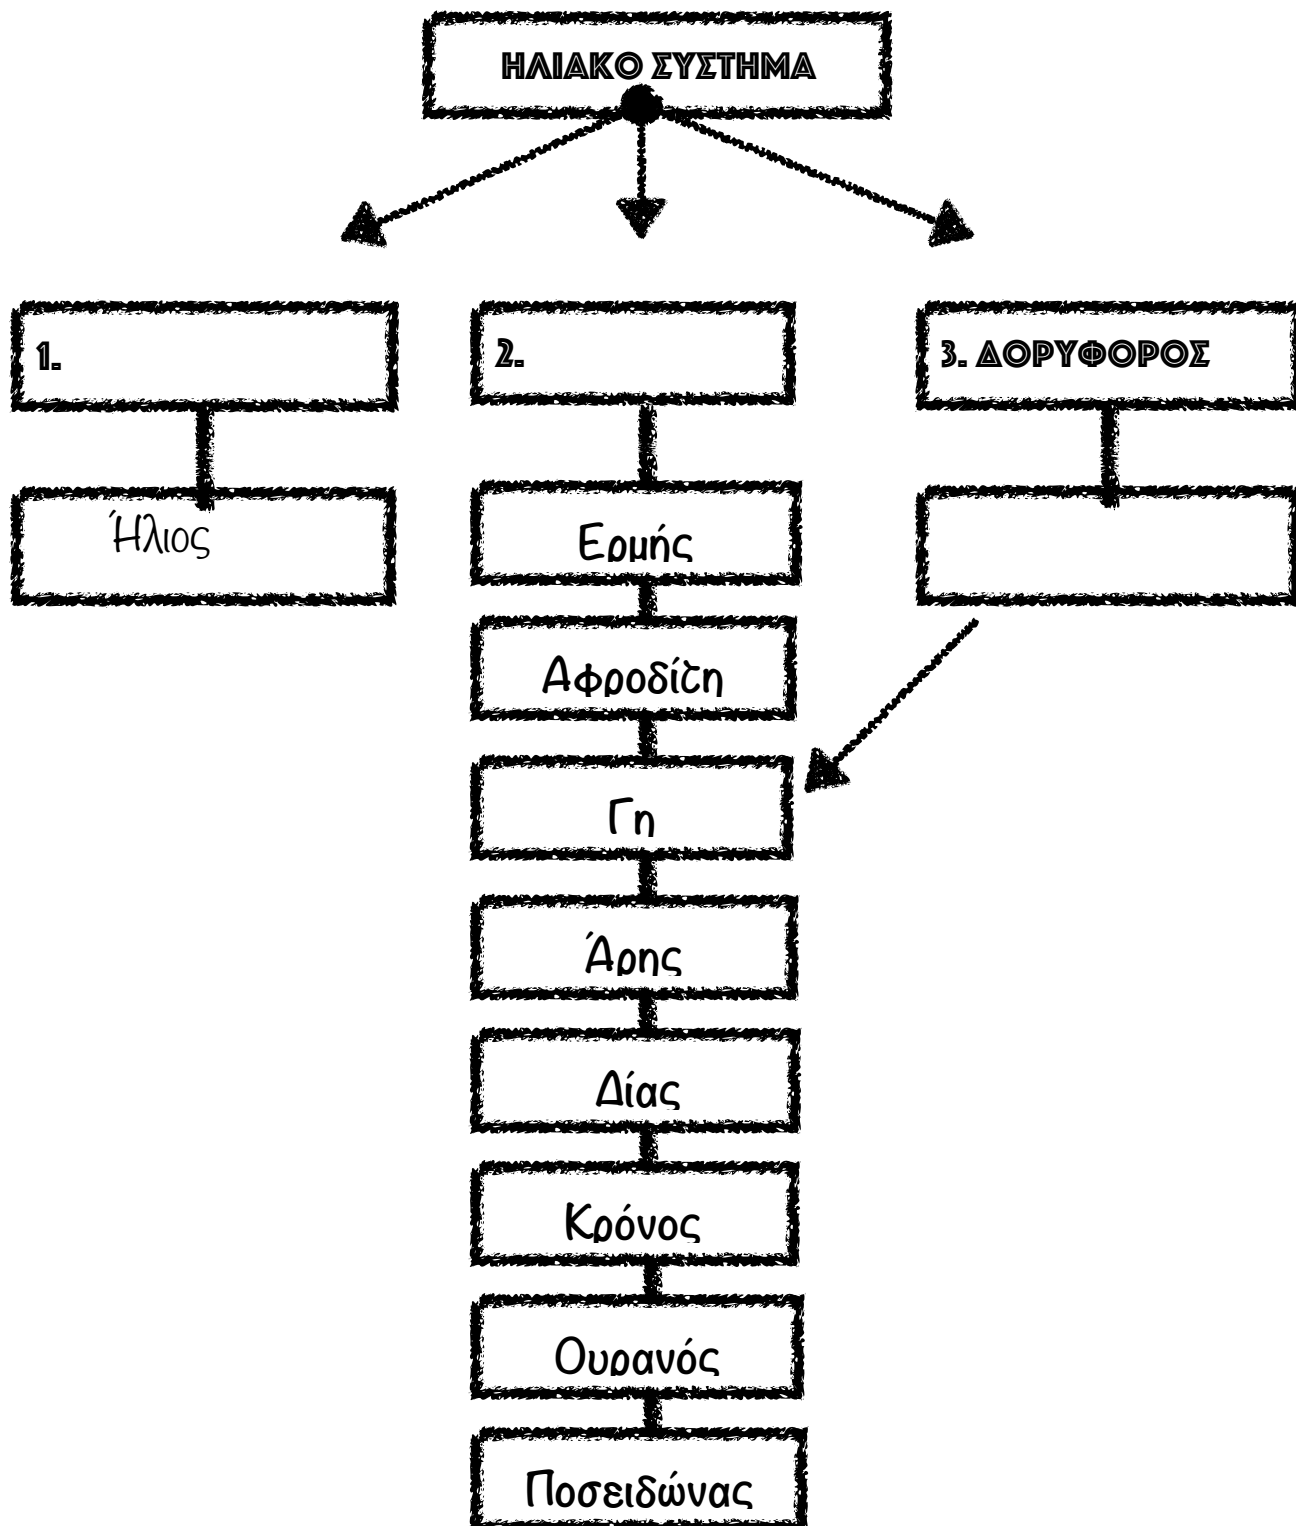 ΗΛΙΑΚΟ ΣΥΣΤΗΜΑ
1.
2.
3. ΔΟΡΥΦΟΡΟΣ
Ήλιος
Ερμής
Αφροδίτη
Γη
Άρης
Δίας
Κρόνος
Ουρανός
Ποσειδώνας